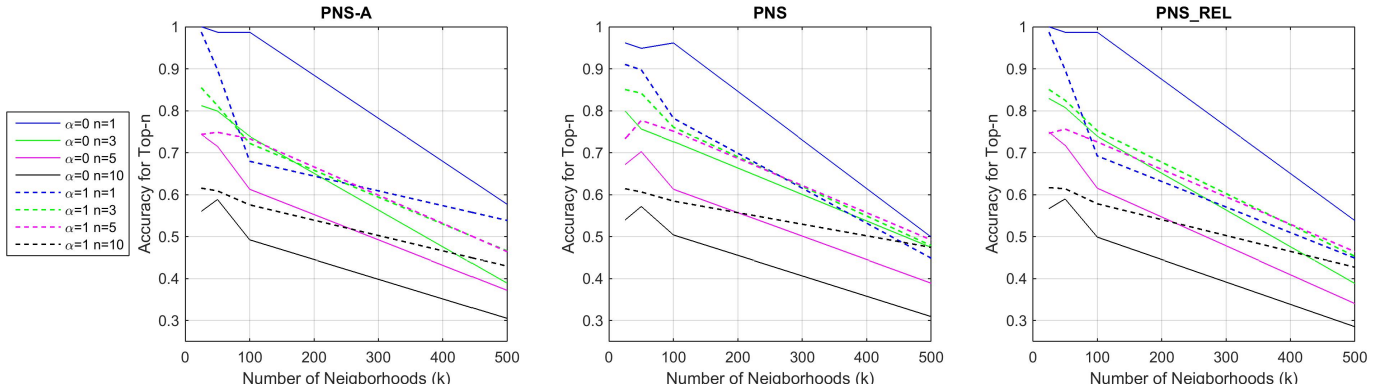 α=0 n=1
α=0 n=3
α=0 n=5
α=0 n=10
α=1 n=1
α=1 n=3
α=1 n=5
α=1 n=10
PNS-A
Accuracy for Top-n
1
0.9
0.8
0.7
0.6
0.5
0.4
0.3
0 100 200 300 400 500
Number of Neigborhoods (k)
PNS
Accuracy for Top-n
1
0.9
0.8
0.7
0.6
0.5
0.4
0.3
0 100 200 300 400 500
Number of Neigborhoods (k)
PNS_REL
Accuracy for Top-n
1
0.9
0.8
0.7
0.6
0.5
0.4
0.3
0 100 200 300 400 500
Number of Neigborhoods (k)